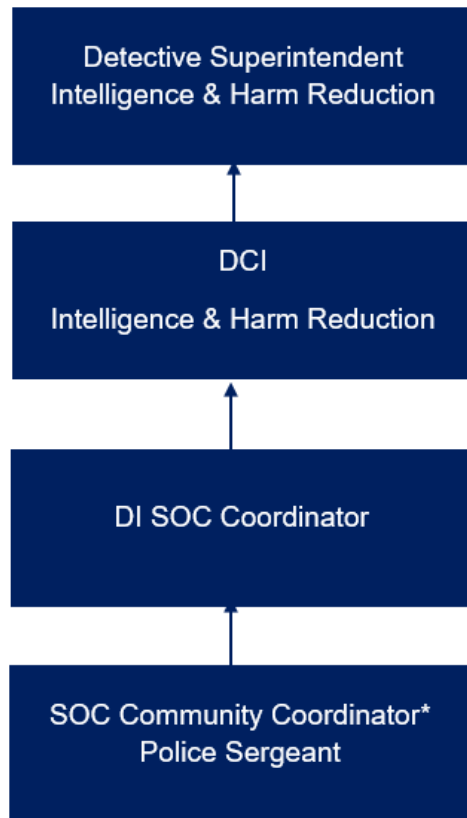 Detective Superintendent
Intelligence & Harm Reduction
DCI
Intelligence & Harm Reduction
DI SOC Coordinator
SOC Community Coordinator*
Police Sergeant